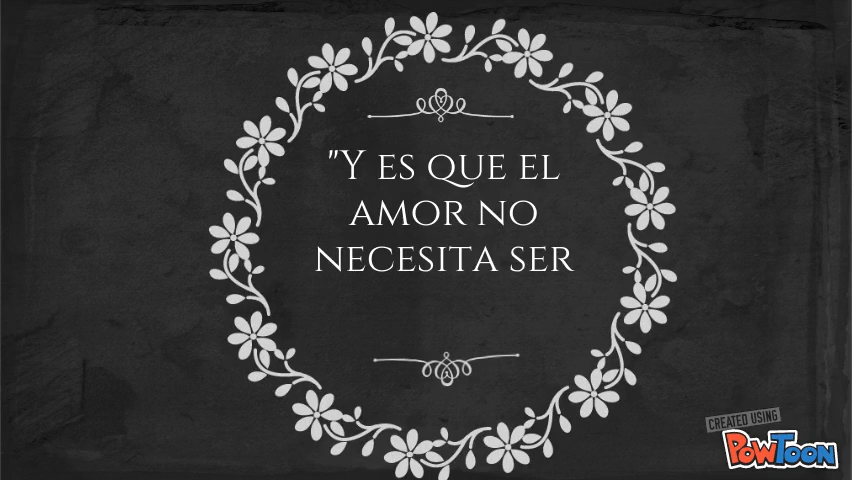 "Y ES QUE EL
AMOR NO
NECESITA SER
CREATED USING
POWTOON